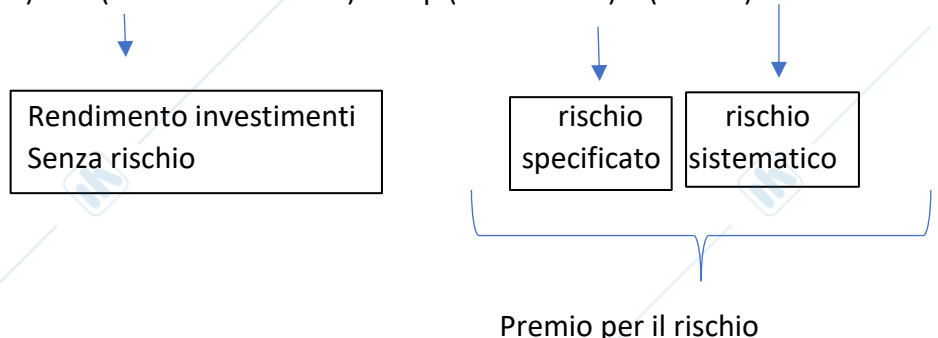 Rendimento investimenti
Senza rischio
rischio
specificato
rischio
sistematico
Premio per il rischio